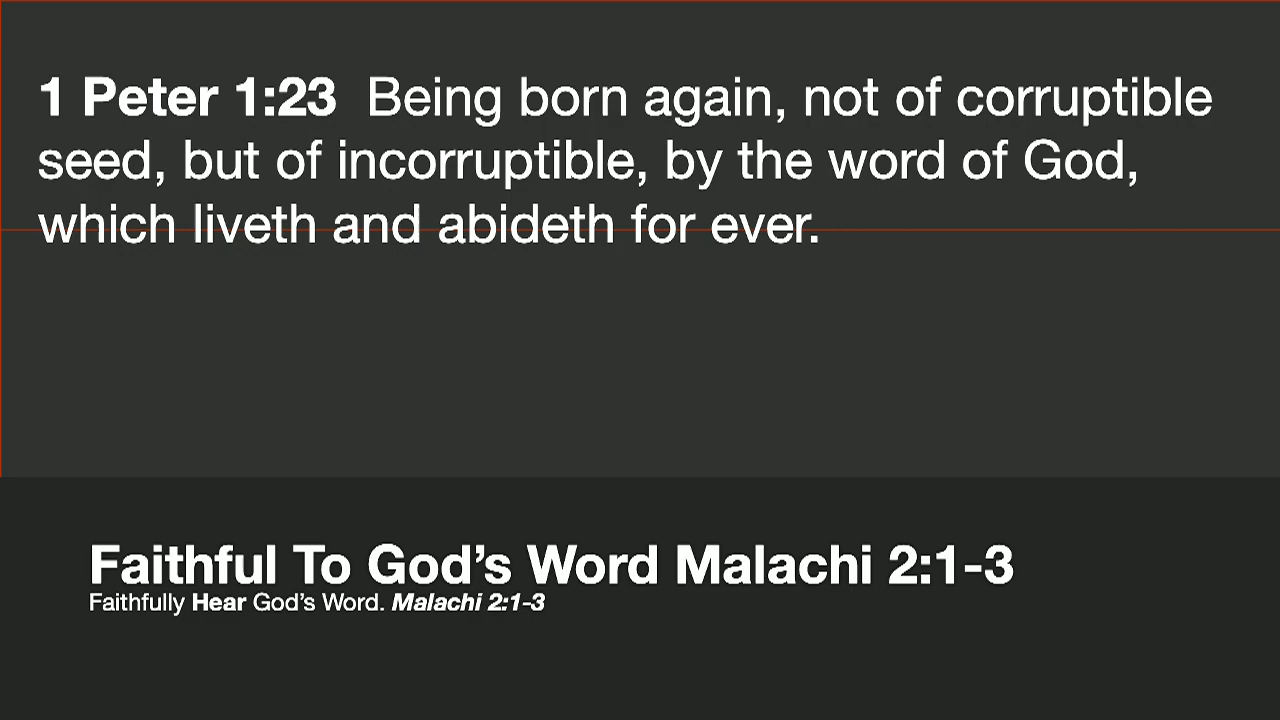 1 Peter 1:23 Being born again, not of corruptible
seed, but of incorruptible, by the word of God,
which liveth and abideth for ever.
Faithful To God’s Word Malachi 2:1-3
Faithfully Hear God’s Word. Malachi 2:1-3